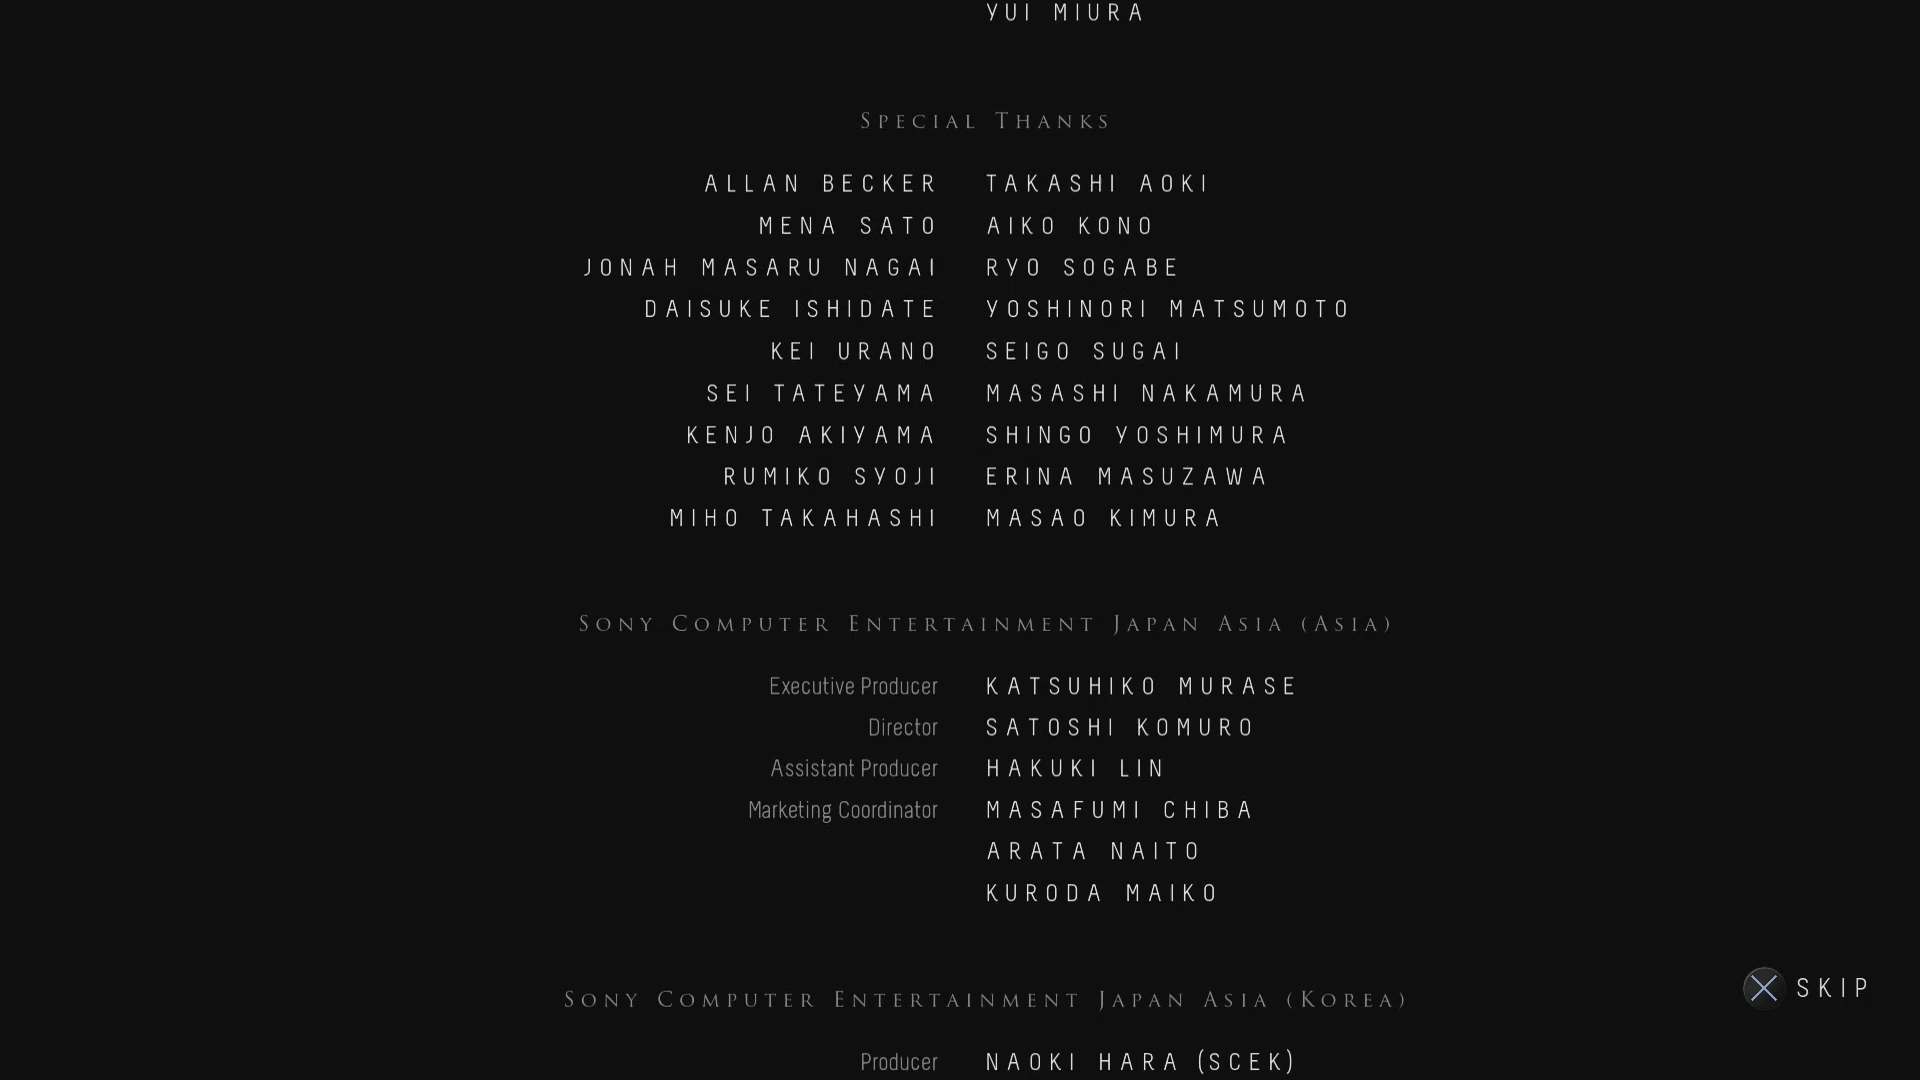 YUI MIURA
SPECIAL THANKS
ALLAN BECKER TAKASHI AOKI
MENA SATO AIKO KONO
JONAH MASARU NAGAI RYO SOGABE
DAISUKE ISHIDATE YOSHINORI MATSUMOTO
KEI URANO SEIGO SUGAI
SEI TATEYAMA MASASHI NAKAMURA
KENJO AKIYAMA SHINGO YOSHIMURA
RUMIKO SYOJI ERINA MASUZAWA
MIHO TAKAHASHI MASAO KIMURA
SONY COMPUTER ENTERTAINMENT JAPAN ASIA (ASIA)
Executive Producer KATSUHIKO MURASE
Director SATOSHI KOMURO
Assistant Producer HAKUKI LIN
Marketing Coordinator MASAFUMI CHIBA
ARATA NAITO
KURODA MAIKO
SKIP
SONY COMPUTER ENTERTAINMENT JAPAN ASIA (KOREA)
Producer NAOKI HARA (SCEK)